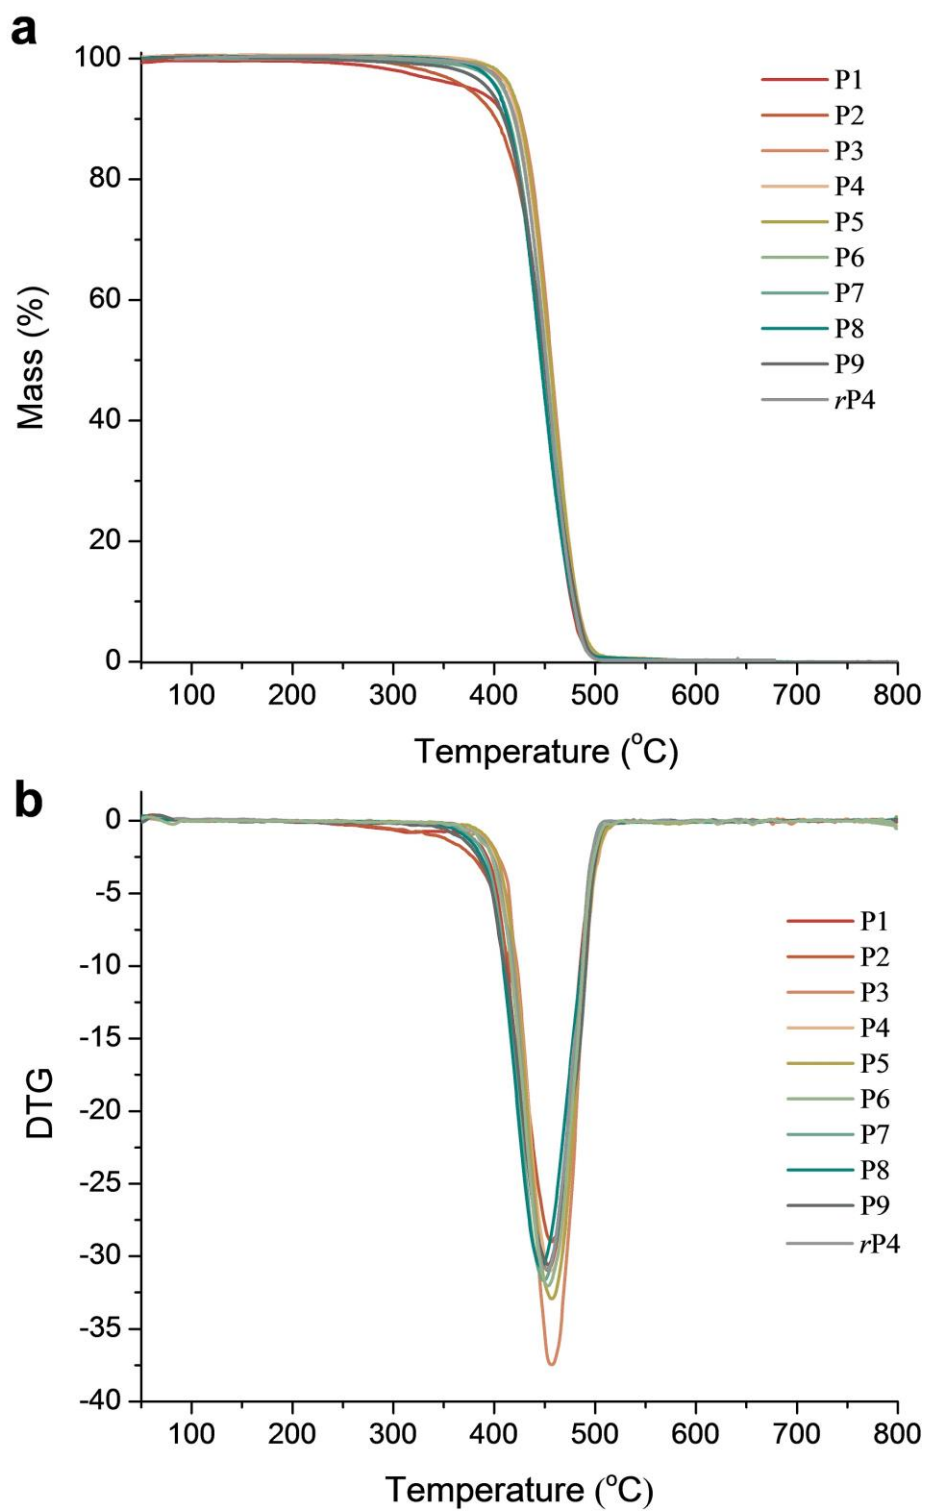 a
100
80
60
40
20
0
Mass (%)
P1
P2
P3
P4
P5
P6
P7
P8
P9
rP4
100 200 300 400 500 600 700 800
Temperature (°C)
b
0
-5
-10
-15
-20
-25
-30
-35
-40
DTG
P1
P2
P3
P4
P5
P6
P7
P8
P9
rP4
100 200 300 400 500 600 700 800
Temperature (°C)